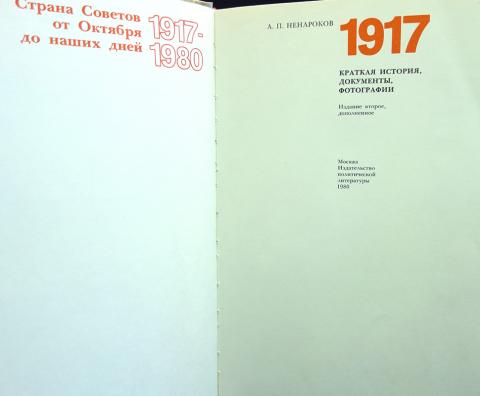 Страна Советов
от Октября
до наших дней
1917-
1980
А. П. НЕНАРОКОВ
1917
КРАТКАЯ ИСТОРИЯ,
ДОКУМЕНТЫ,
ФОТОГРАФИИ
Издание второе,
дополненное
Москва
Издательство
политической
литературы
1980